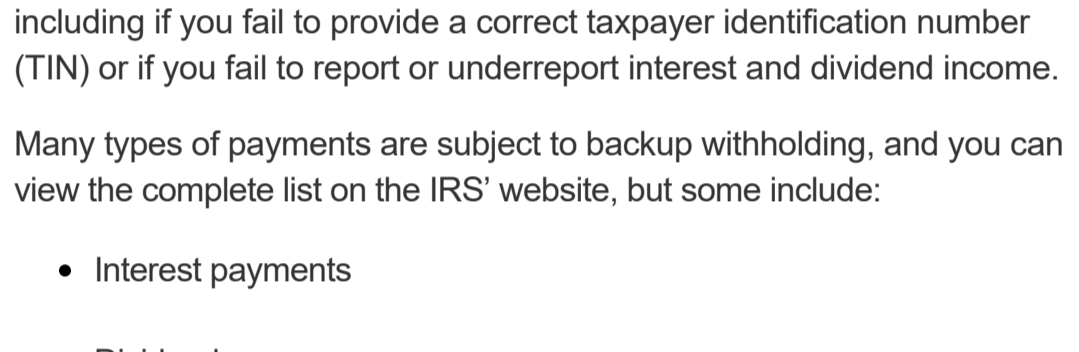 including if you fail to provide a correct taxpayer identification number
(TIN) or if you fail to report or underreport interest and dividend income.
Many types of payments are subject to backup withholding, and you can
view the complete list on the IRS’ website, but some include:
• Interest payments